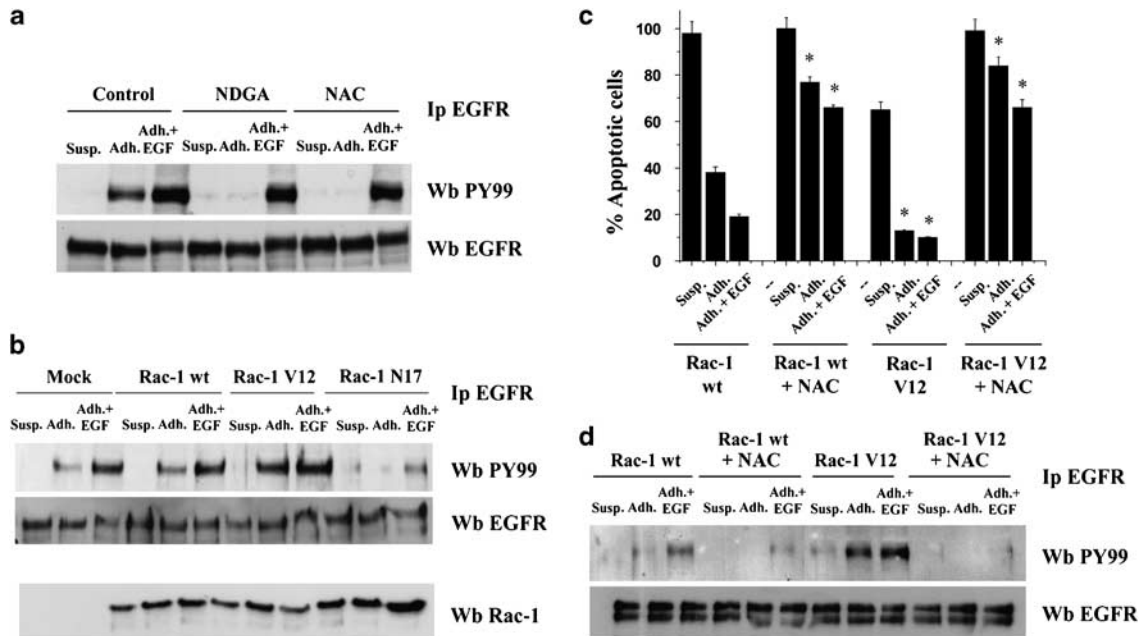 a
Control NDGA NAC
Ip EGFR
Susp. Adh. Adh.+ EGF Susp. Adh. Adh.+ EGF Susp. Adh. Adh.+ EGF
Wb PY99
Wb EGFR
b
Mock Rac-1 wt Rac-1 V12 Rac-1 N17
Ip EGFR
Susp. Adh. Adh.+ EGF Susp. Adh. Adh.+ EGF Susp. Adh. Adh.+ EGF Susp. Adh. Adh.+ EGF
Wb PY99
Wb EGFR
Wb Rac-1
c
% Apoptotic cells
100
80
60
40
20
0
* * * * * *
Susp. Adh. Adh. + EGF -- Susp. Adh. Adh. + EGF -- Susp. Adh. Adh. + EGF -- Susp. Adh. Adh. + EGF
Rac-1 wt
Rac-1 wt + NAC
Rac-1 V12
Rac-1 V12 + NAC
d
Rac-1 wt Rac-1 wt + NAC Rac-1 V12 Rac-1 V12 + NAC
Ip EGFR
Susp. Adh. Adh.+ EGF Susp. Adh. Adh.+ EGF Susp. Adh. Adh.+ EGF Susp. Adh. Adh.+ EGF
Wb PY99
Wb EGFR